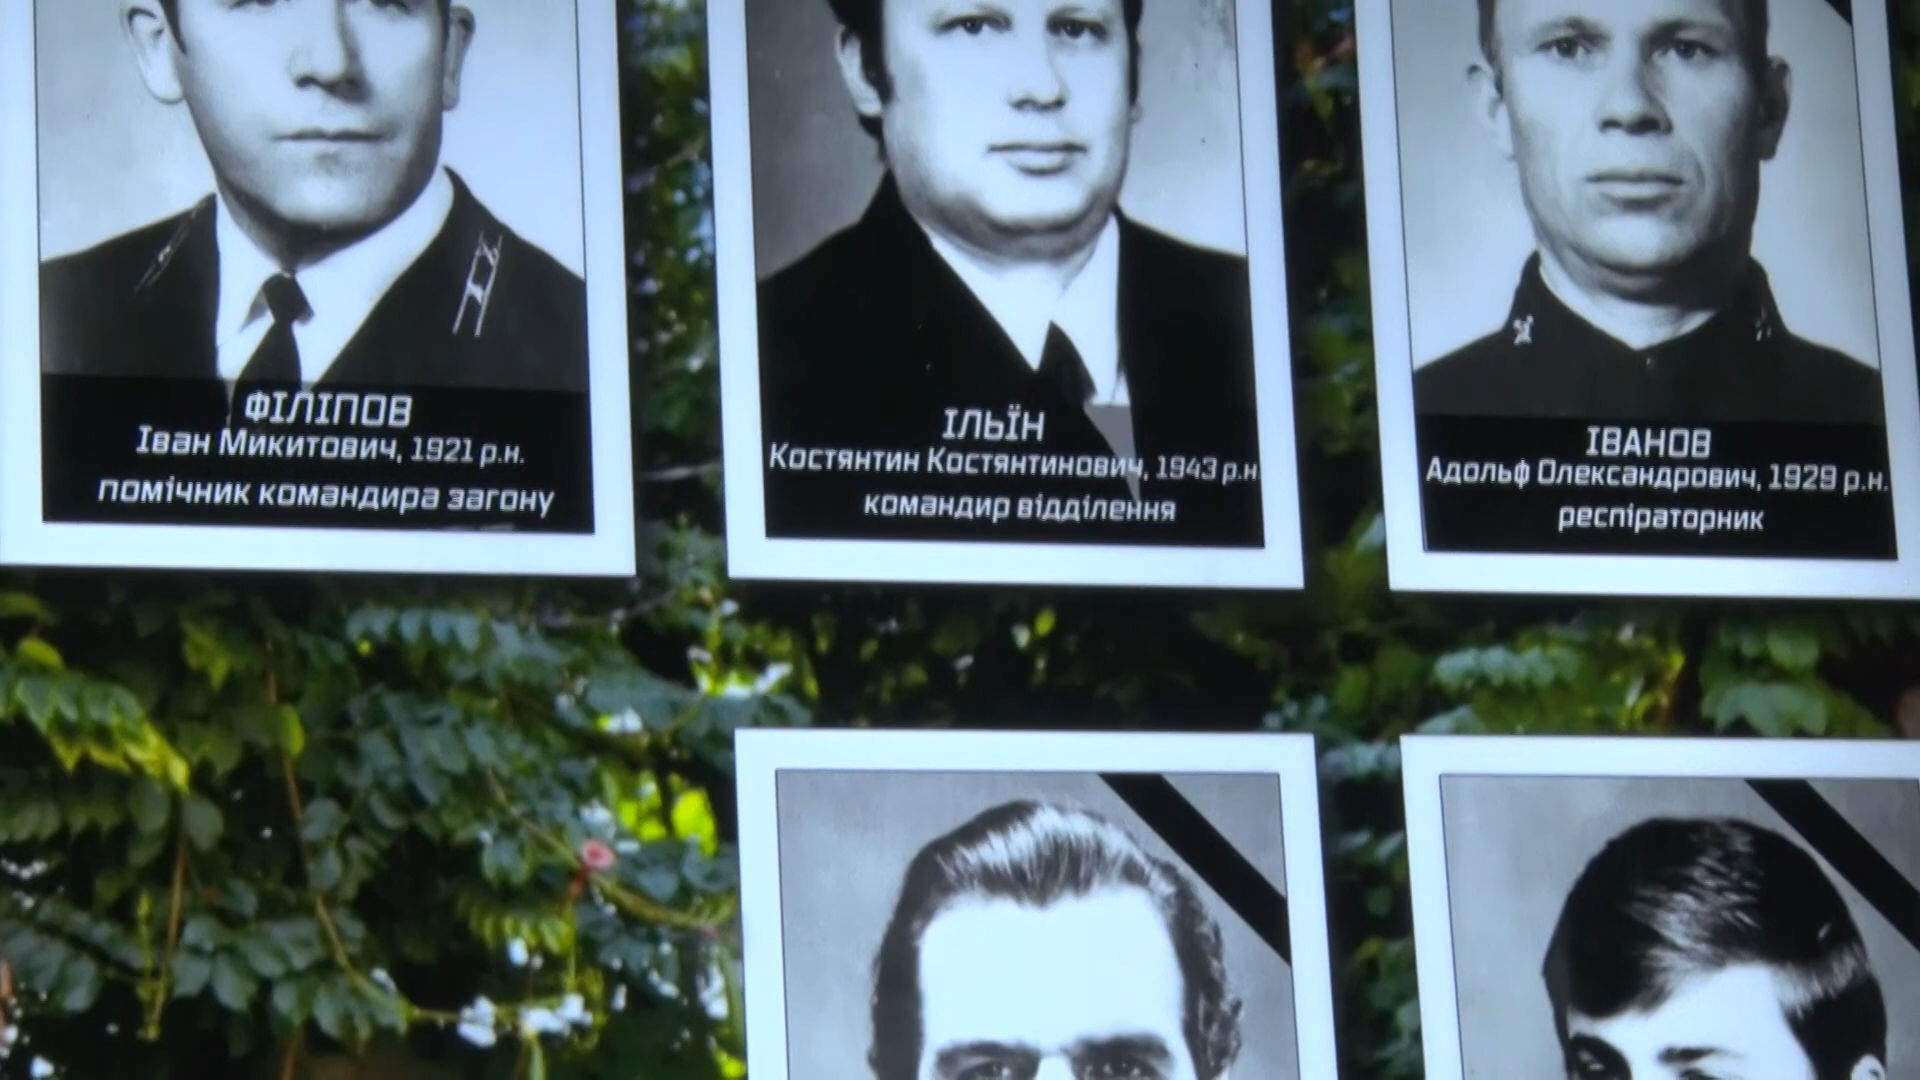 ФІЛІПОВ
Іван Микитович, 1921 р.н.
помічник командира загону
ІЛЬЇН
Костянтин Костянтинович, 1943 р.н.
командир відділення
ІВАНОВ
Адольф Олександрович, 1929 р.н.
респіраторник